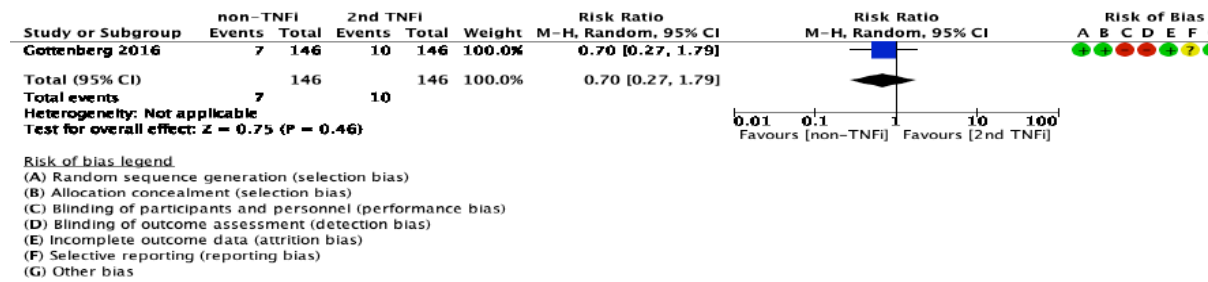 non-TNFi 2nd TNFi Risk Ratio Risk Ratio Risk of Bias
Study or Subgroup Events Total Events Total Weight M-H, Random, 95% CI M-H, Random, 95% CI A B C D E F
Gottenberg 2016 7 146 10 146 100.0% 0.70 [0.27, 1.79] + + - - + ?
Total (95% CI) 146 146 100.0% 0.70 [0.27, 1.79]
Total events 7 10
Heterogeneity: Not applicable
Test for overall effect: Z = 0.75 (P = 0.46)
0.01 0.1 1 10 100
Favours [non-TNFi] Favours [2nd TNFi]
Risk of bias legend
(A) Random sequence generation (selection bias)
(B) Allocation concealment (selection bias)
(C) Blinding of participants and personnel (performance bias)
(D) Blinding of outcome assessment (detection bias)
(E) Incomplete outcome data (attrition bias)
(F) Selective reporting (reporting bias)
(G) Other bias